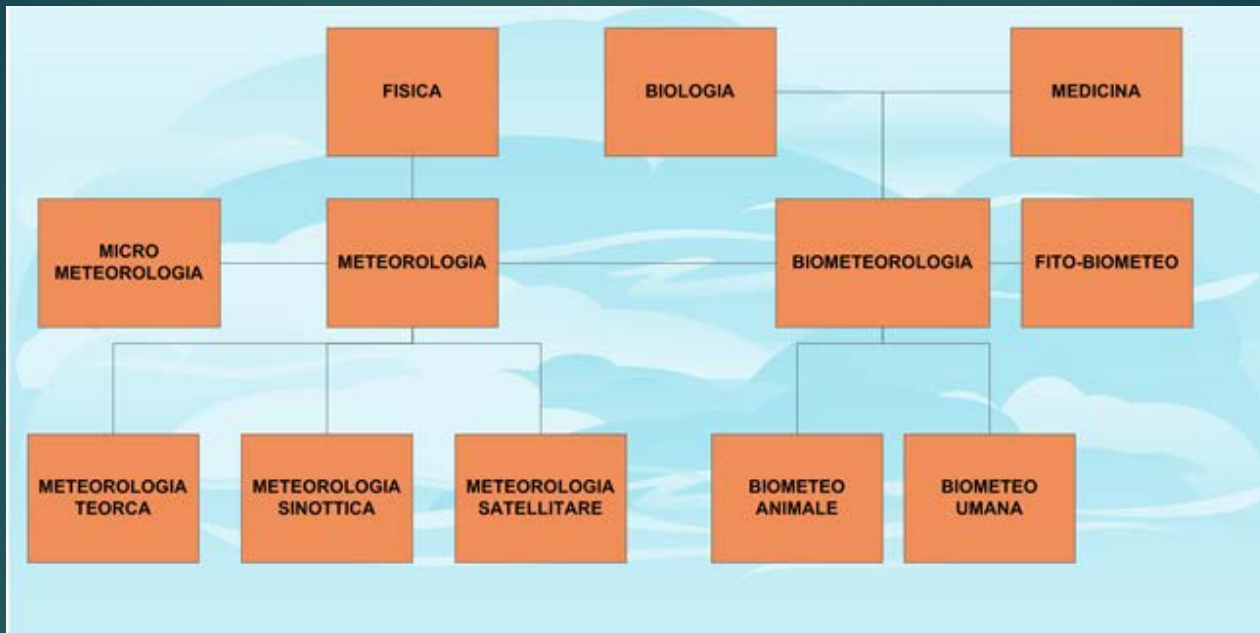 FISICA
BIOLOGIA
MEDICINA
MICRO
METEOROLOGIA
METEOROLOGIA
BIOMETEOROLOGIA
FITO-BIOMETEO
METEOROLOGIA
TEORCA
METEOROLOGIA
SINOTTICA
METEOROLOGIA
SATELLITARE
BIOMETEO
ANIMALE
BIOMETEO
UMANA